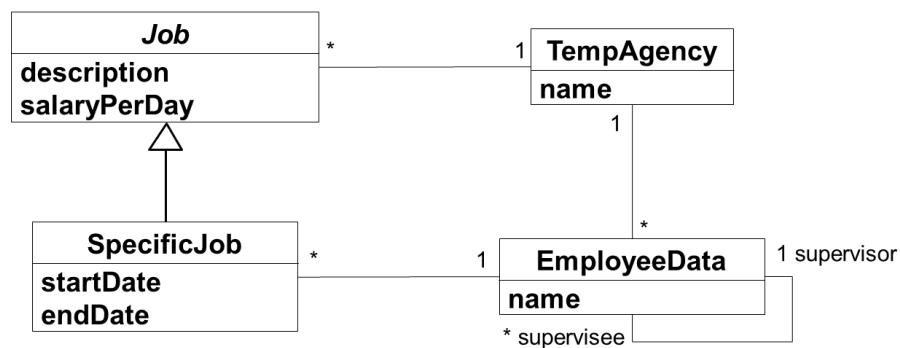 Job
* 1
TempAgency
description
salaryPerDay
name
1
*
SpecificJob
* 1
EmployeeData
1 supervisor
startDate
endDate
name
* supervisee